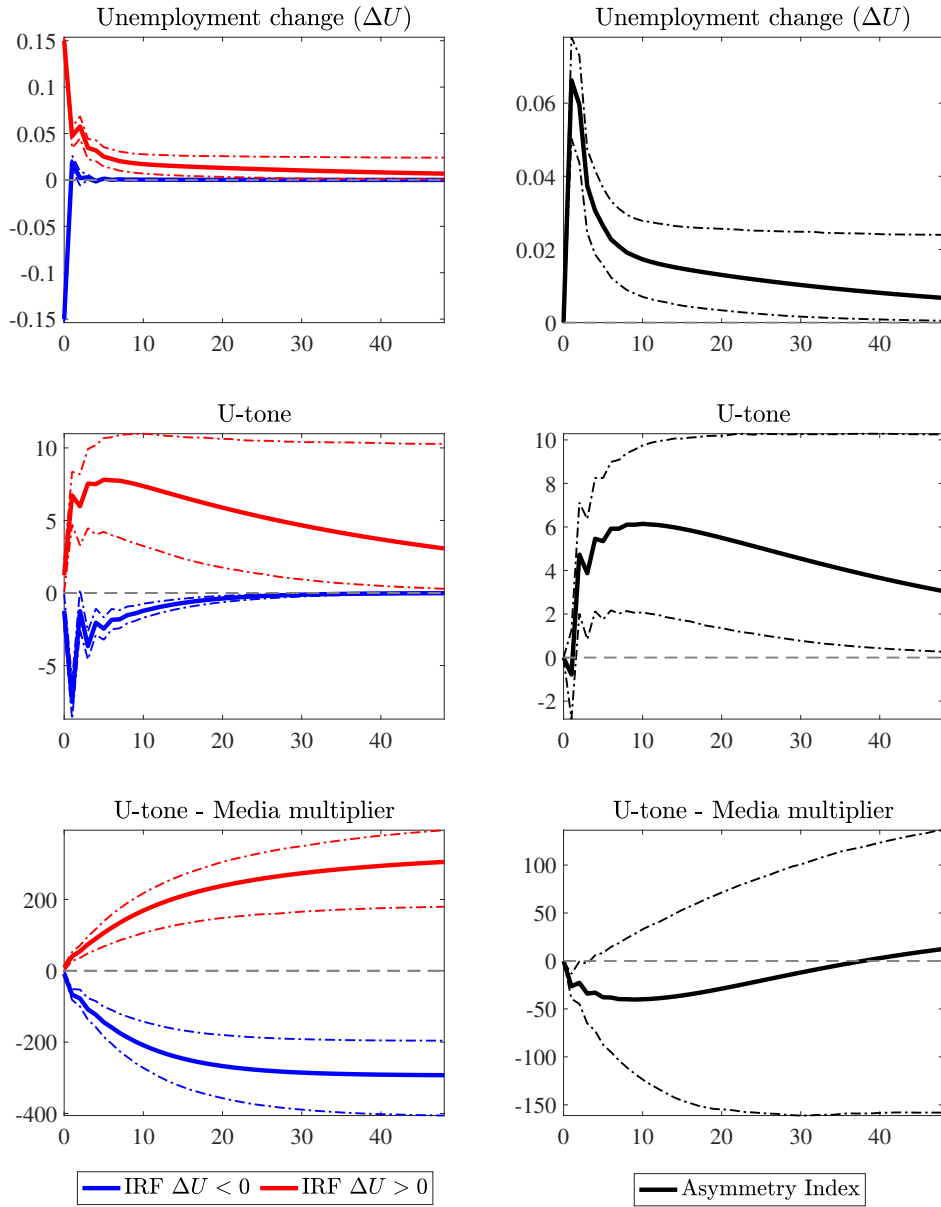 Unemployment change (ΔU)
0.15
0.1
0.05
0
-0.05
-0.1
-0.15
0 10 20 30 40
Unemployment change (ΔU)
0.06
0.04
0.02
0
0 10 20 30 40
U-tone
10
5
0
-5
0 10 20 30 40
U-tone
10
8
6
4
2
0
-2
0 10 20 30 40
U-tone - Media multiplier
200
0
-200
-400
0 10 20 30 40
U-tone - Media multiplier
100
50
0
-50
-100
-150
0 10 20 30 40
IRF ΔU < 0 IRF ΔU > 0
Asymmetry Index